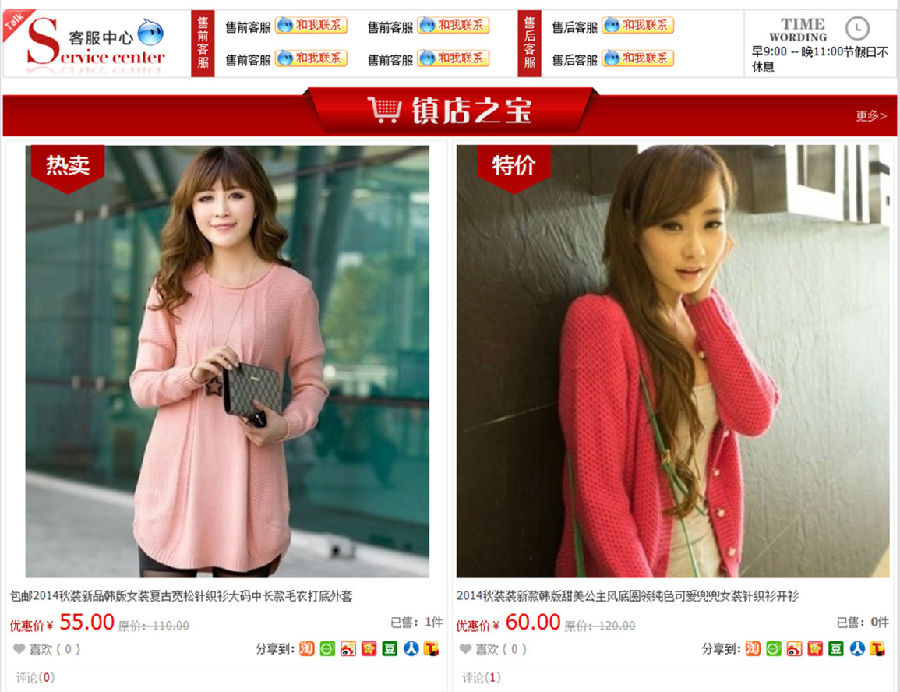 Talk
客服中心
Service center
售前客服
售前客服 和我联系
售前客服 和我联系
售前客服 和我联系
售前客服 和我联系
售后客服
售后客服 和我联系
售后客服 和我联系
TIME
WORDING
早9:00 -- 晚11:00节假日不
休息
镇店之宝
更多>
热卖
特价
包邮2014秋装新品韩版女装复古宽松针织衫大码中长款毛衣打底外套
优惠价¥ 55.00 原价: 110.00
已售: 1件
喜欢 ( 0 )
分享到:
评论(0)
2014秋装装新款韩版甜美公主风底圆领纯色可爱兜兜女装针织衫开衫
优惠价¥ 60.00 原价: 120.00
已售: 0件
喜欢 ( 0 )
分享到:
评论(1)